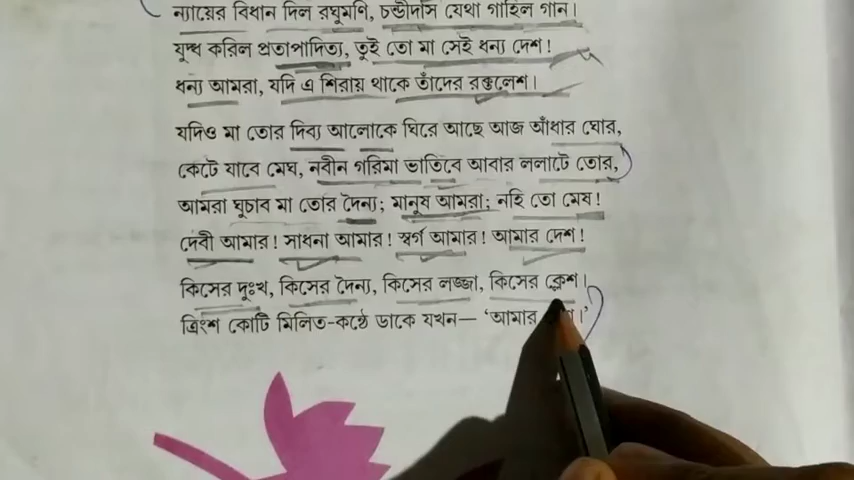 ন্যায়ের বিধান দিল রঘুমণি, চণ্ডীদাস যেথা গাহিল গান।
যুদ্ধ করিল প্রতাপাদিত্য, তুই তো মা সেই ধন্য দেশ!
ধন্য আমরা, যদি এ শিরায় থাকে তাঁদের রক্তলেশ।
যদিও মা তোর দিব্য আলোকে ঘিরে আছে আজ আঁধার ঘোর,
কেটে যাবে মেঘ, নবীন গরিমা ভাতিবে আবার ললাটে তোর,
আমরা ঘুচাব মা তোর দৈন্য; মানুষ আমরা; নহি তো মেষ!
দেবী আমার! সাধনা আমার! স্বর্গ আমার! আমার দেশ!
কিসের দুঃখ, কিসের দৈন্য, কিসের লজ্জা, কিসের ক্লেশ।
ত্রিংশ কোটি মিলিত-কণ্ঠে ডাকে যখন— ‘আমার